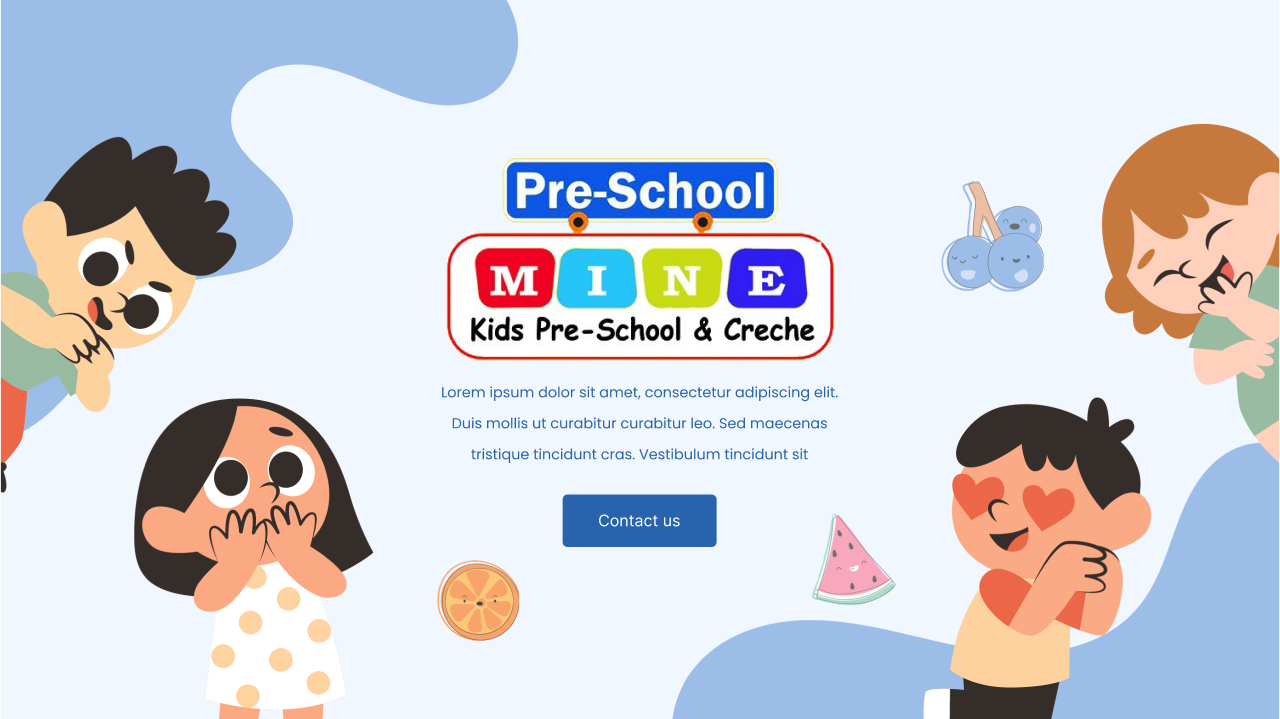 Pre-School
MINE
Kids Pre-School & Creche
Lorem ipsum dolor sit amet, consectetur adipiscing elit.
Duis mollis ut curabitur curabitur leo. Sed maecenas
tristique tincidunt cras. Vestibulum tincidunt sit
Contact us